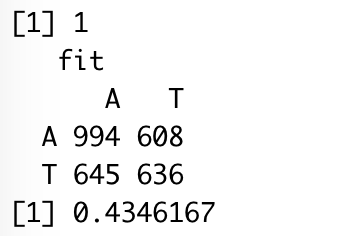 [1] 1
   fit
      A   T
  A 994 608
  T 645 636
[1] 0.4346167